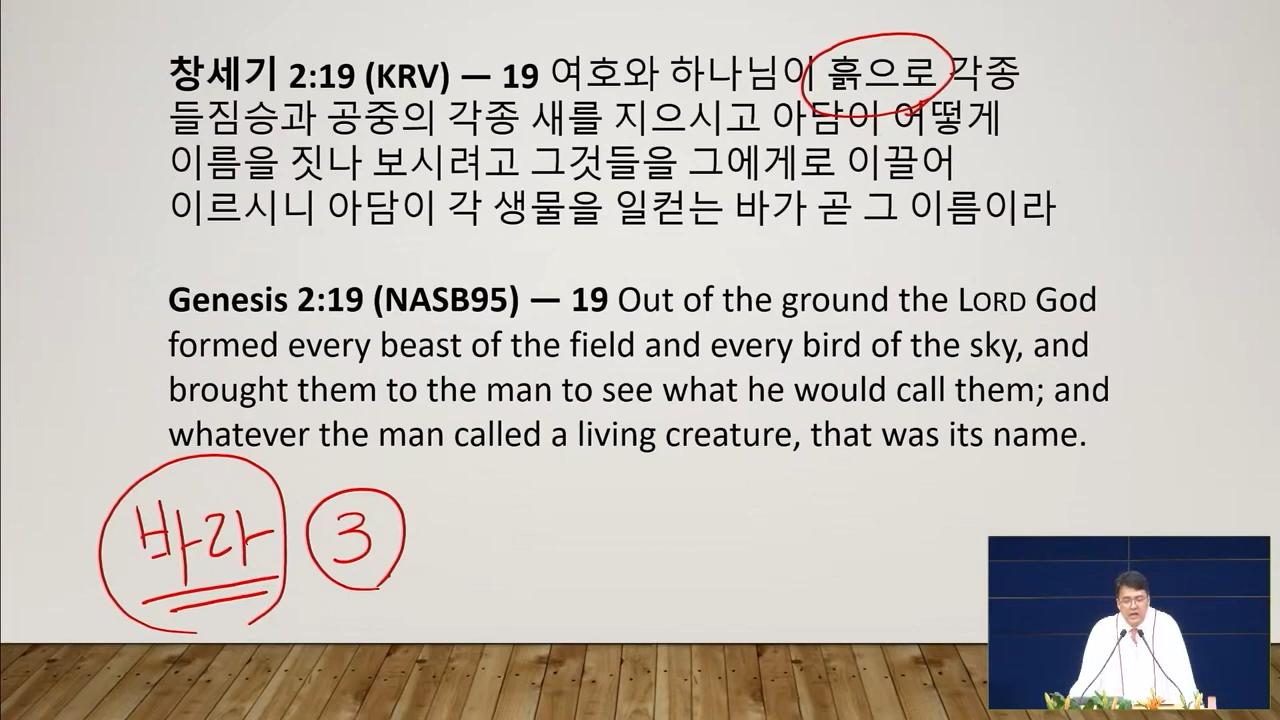 창세기 2:19 (KRV) — 19 여호와 하나님이 흙으로 각종
들짐승과 공중의 각종 새를 지으시고 아담이 어떻게
이름을 짓나 보시려고 그것들을 그에게로 이끌어
이르시니 아담이 각 생물을 일컫는 바가 곧 그 이름이라
Genesis 2:19 (NASB95) — 19 Out of the ground the LORD God
formed every beast of the field and every bird of the sky, and
brought them to the man to see what he would call them; and
whatever the man called a living creature, that was its name.
바라 3